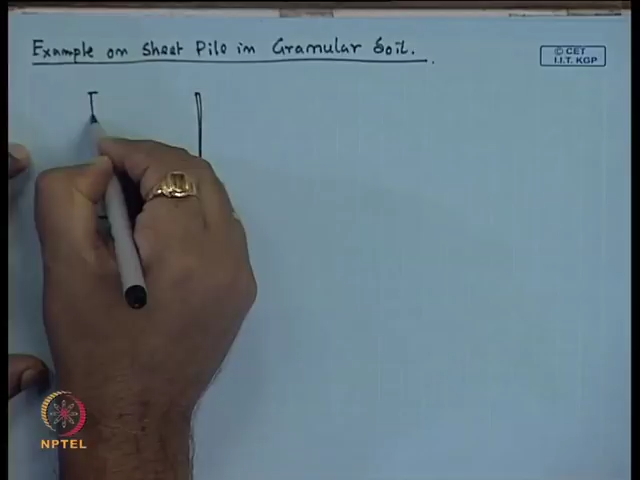 Example on Sheet Pile in Granular Soil.
© CET
I.I.T. KGP
NPTEL